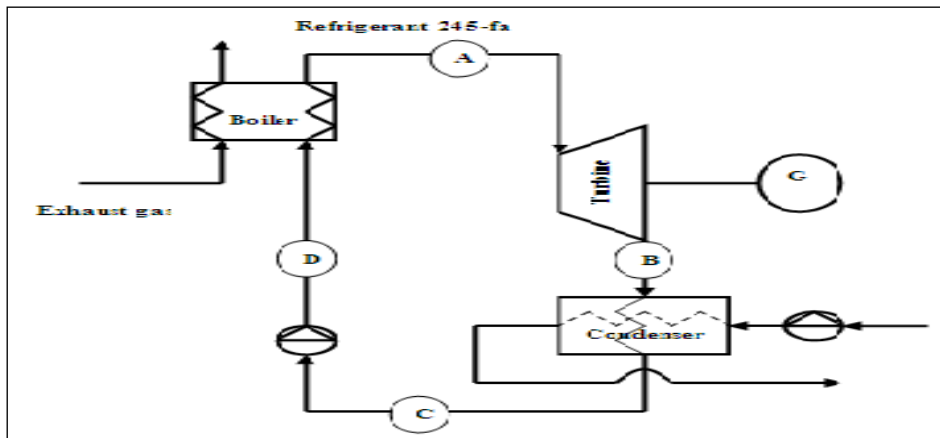 Refrigerant 245-fa
A
Boiler
Turbine
G
Exhaust gas
D
B
Condenser
C